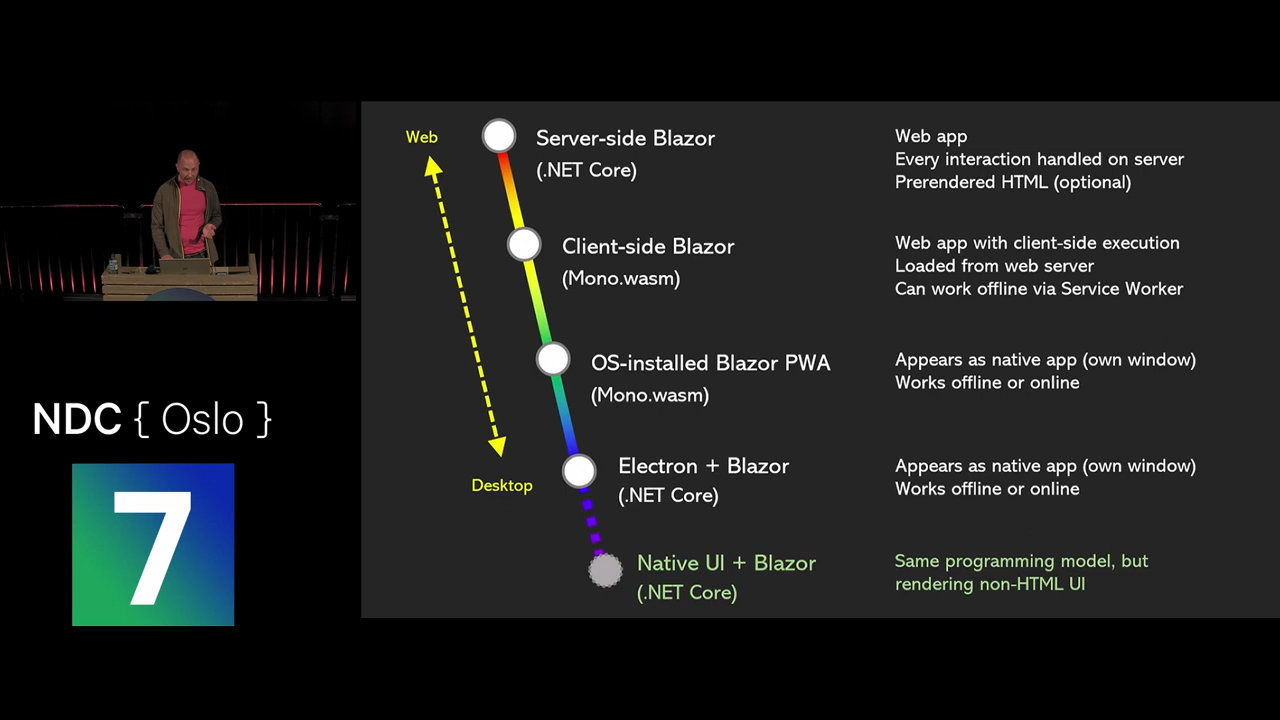 Web
Server-side Blazor
(.NET Core)
Web app
Every interaction handled on server
Prerendered HTML (optional)
Client-side Blazor
(Mono.wasm)
Web app with client-side execution
Loaded from web server
Can work offline via Service Worker
OS-installed Blazor PWA
(Mono.wasm)
Appears as native app (own window)
Works offline or online
Desktop
Electron + Blazor
(.NET Core)
Appears as native app (own window)
Works offline or online
Native UI + Blazor
(.NET Core)
Same programming model, but
rendering non-HTML UI
NDC { Oslo }
7